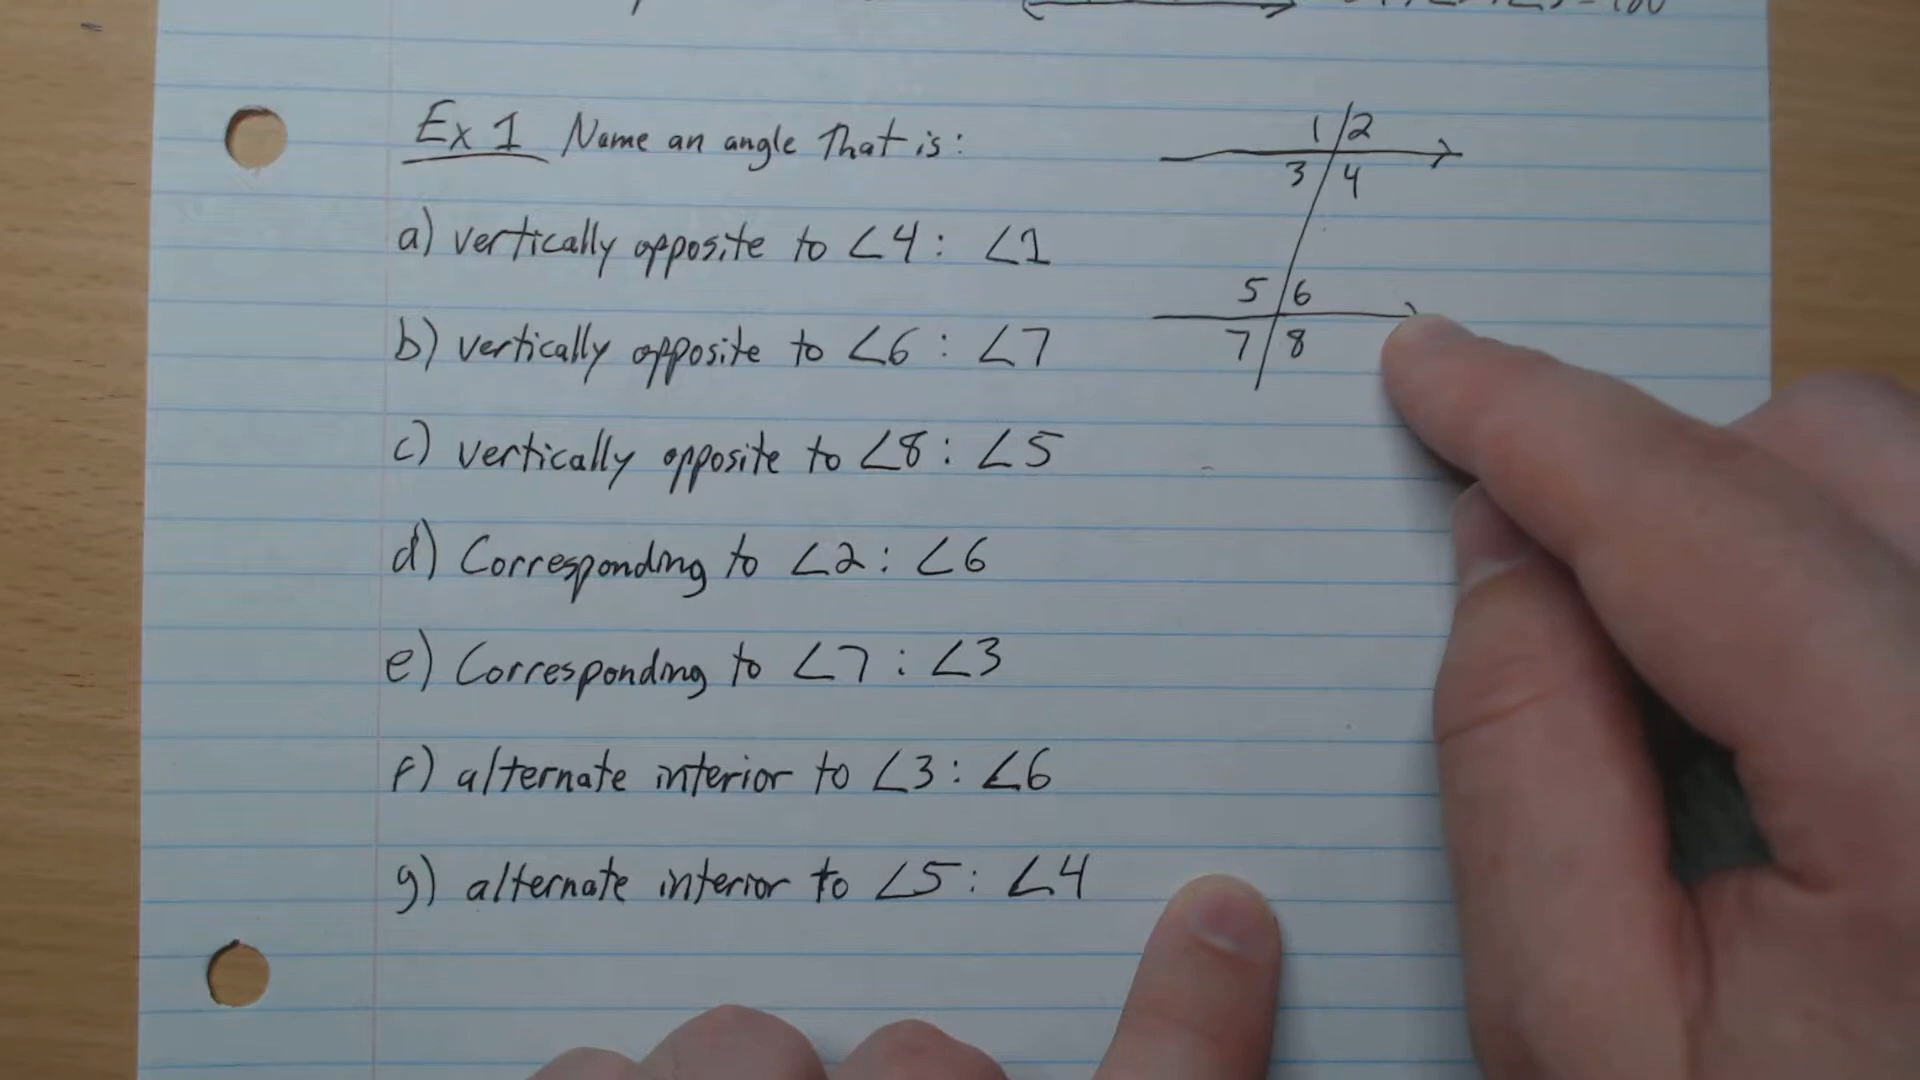 Ex 1 Name an angle that is:
a) vertically opposite to ∠4: ∠1
b) vertically opposite to ∠6: ∠7
c) vertically opposite to ∠8: ∠5
d) Corresponding to ∠2: ∠6
e) Corresponding to ∠7: ∠3
f) alternate interior to ∠3: ∠6
g) alternate interior to ∠5: ∠4
1 2
3 4
5 6
7 8